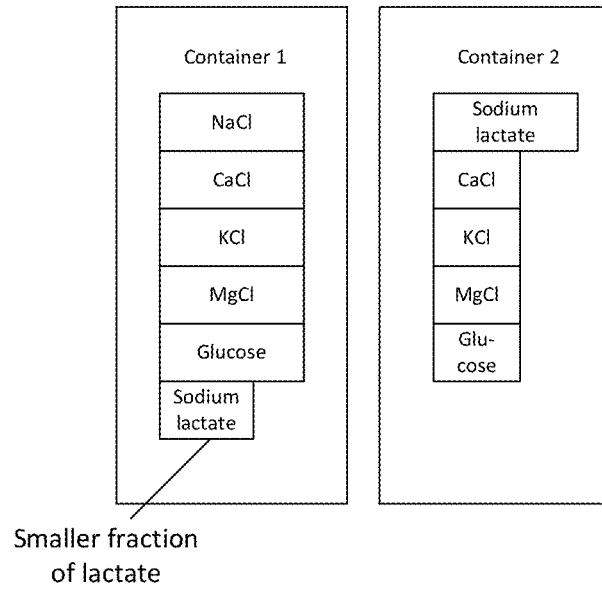 Container 1
NaCl
CaCl
KCl
MgCl
Glucose
Sodium
lactate
Smaller fraction
of lactate
Container 2
Sodium
lactate
CaCl
KCl
MgCl
Glu-
cose